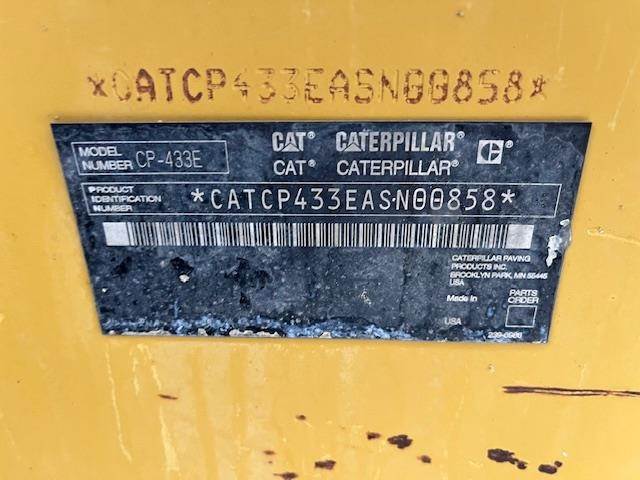 *CATCP433EASN00858*
MODEL NUMBER CP-433E
CAT® CATERPILLAR®
CAT® CATERPILLAR®
C®
PRODUCT IDENTIFICATION NUMBER *CATCP433EASN00858*
CATERPILLAR PAVING
PRODUCTS INC.
BROOKLYN PARK, MN 55445
USA
Made in
USA
PARTS
ORDER